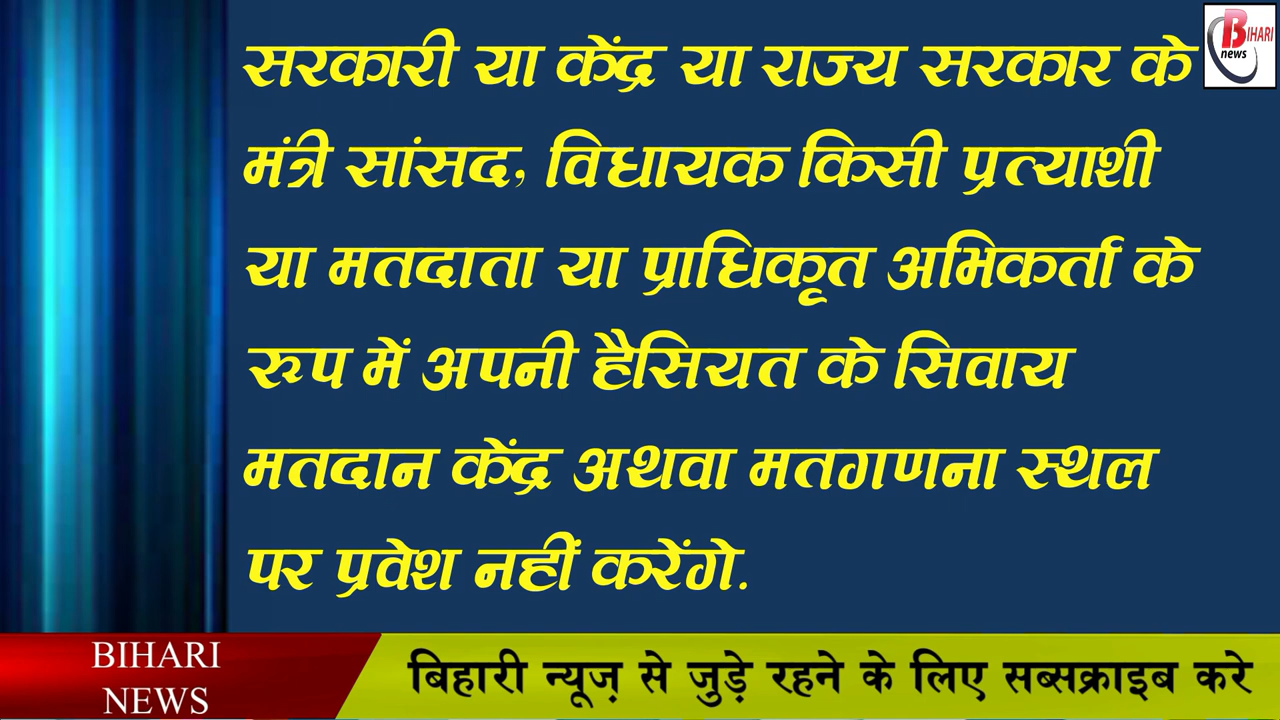 सरकारी या केंद्र या राज्य सरकार के
मंत्री सांसद, विधायक किसी प्रत्याशी
या मतदाता या प्राधिकृत अभिकर्ता के
रुप में अपनी हैसियत के सिवाय
मतदान केंद्र अथवा मतगणना स्थल
पर प्रवेश नहीं करेंगे.
BIHARI
news
BIHARI
NEWS
बिहारी न्यूज़ से जुड़े रहने के लिए सब्सक्राइब करे